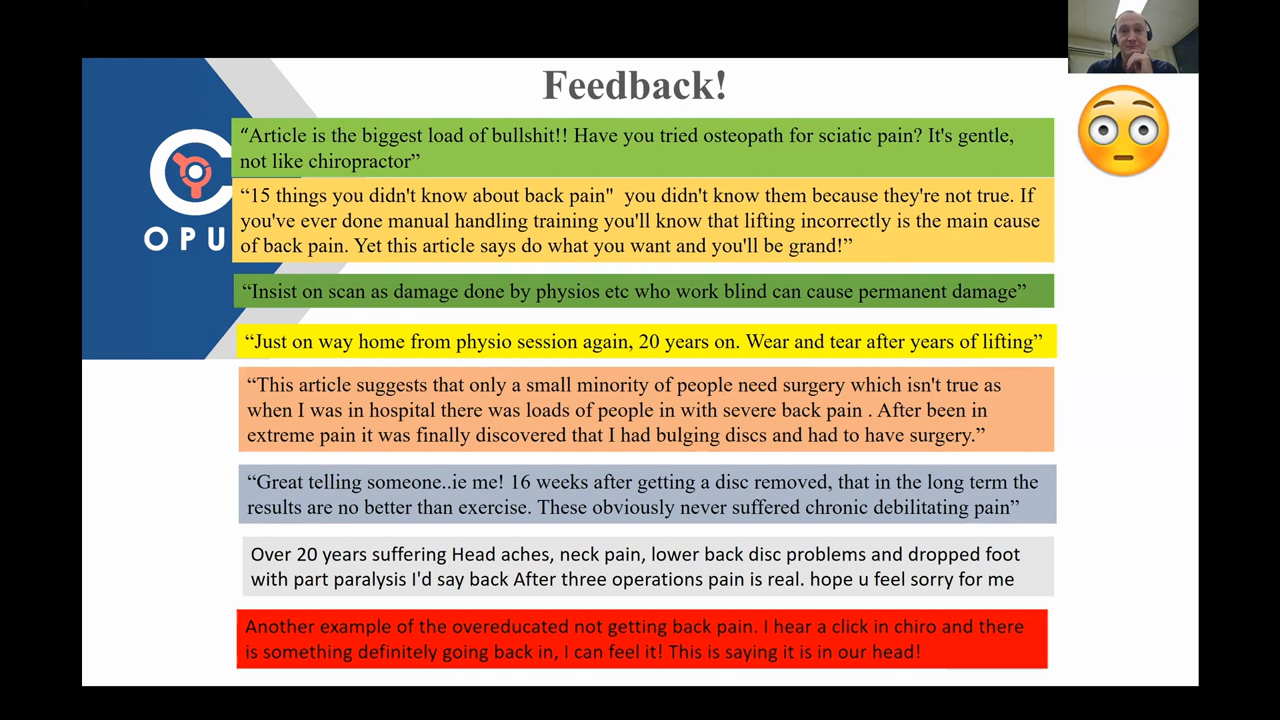 Feedback!
“Article is the biggest load of bullshit!! Have you tried osteopath for sciatic pain? It's gentle,
not like chiropractor”
“15 things you didn't know about back pain"  you didn't know them because they're not true. If
you've ever done manual handling training you'll know that lifting incorrectly is the main cause
of back pain. Yet this article says do what you want and you'll be grand!”
OPU
“Insist on scan as damage done by physios etc who work blind can cause permanent damage”
“Just on way home from physio session again, 20 years on. Wear and tear after years of lifting”
“This article suggests that only a small minority of people need surgery which isn't true as
when I was in hospital there was loads of people in with severe back pain . After been in
extreme pain it was finally discovered that I had bulging discs and had to have surgery.”
“Great telling someone..ie me! 16 weeks after getting a disc removed, that in the long term the
results are no better than exercise. These obviously never suffered chronic debilitating pain”
Over 20 years suffering Head aches, neck pain, lower back disc problems and dropped foot
with part paralysis I'd say back After three operations pain is real. hope u feel sorry for me
Another example of the overeducated not getting back pain. I hear a click in chiro and there
is something definitely going back in, I can feel it! This is saying it is in our head!